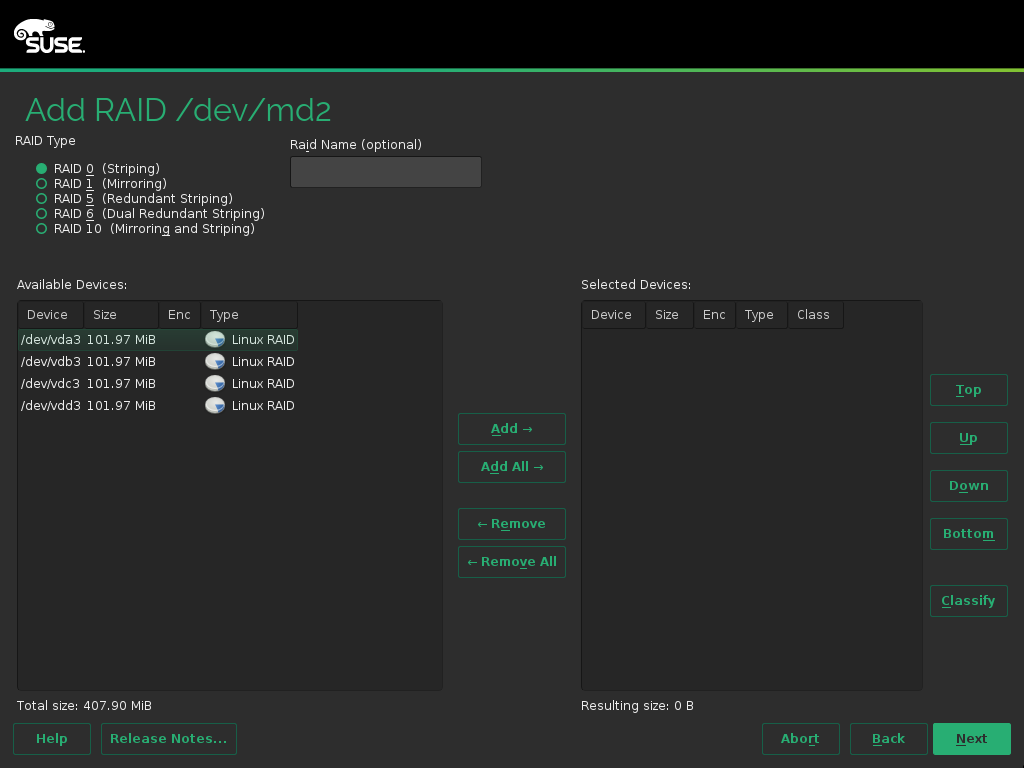 SUSE.
Add RAID /dev/md2
RAID Type
Raid Name (optional)
RAID 0 (Striping)
RAID 1 (Mirroring)
RAID 5 (Redundant Striping)
RAID 6 (Dual Redundant Striping)
RAID 10 (Mirroring and Striping)
Available Devices:
Device Size Enc Type
/dev/vda3 101.97 MiB Linux RAID
/dev/vdb3 101.97 MiB Linux RAID
/dev/vdc3 101.97 MiB Linux RAID
/dev/vdd3 101.97 MiB Linux RAID
Total size: 407.90 MiB
Add →
Add All →
← Remove
← Remove All
Selected Devices:
Device Size Enc Type Class
Resulting size: 0 B
Top
Up
Down
Bottom
Classify
Help Release Notes... Abort Back Next